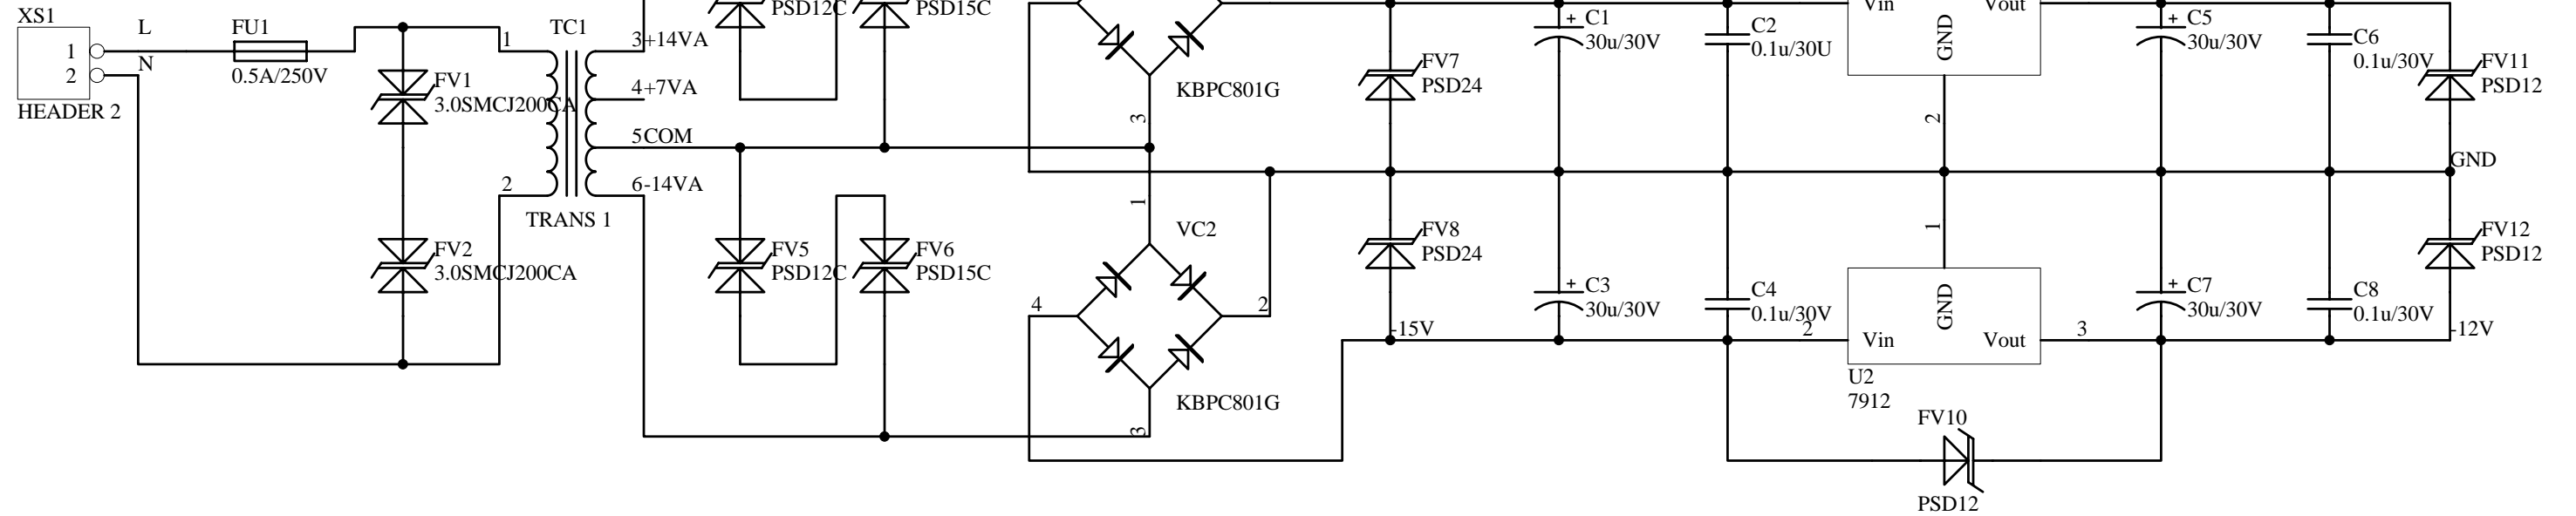 XS1
L
FU1
TC1
PSD12C
PSD15C
C1
30u/30V
C2
0.1u/30U
Vin
GND
Vout
C5
30u/30V
C6
0.1u/30V
1
2
N
0.5A/250V
HEADER 2
1
3+14VA
FV1
3.0SMCJ200CA
4+7VA
KBPC801G
FV7
PSD24
FV11
PSD12
3
2
5COM
GND
2
6-14VA
TRANS 1
1
VC2
1
FV2
3.0SMCJ200CA
FV5
PSD12C
FV6
PSD15C
FV8
PSD24
FV12
PSD12
4
2
C3
30u/30V
C4
0.1u/30V
GND
C7
30u/30V
C8
0.1u/30V
-15V
2
Vin
Vout
3
-12V
U2
7912
KBPC801G
3
FV10
PSD12